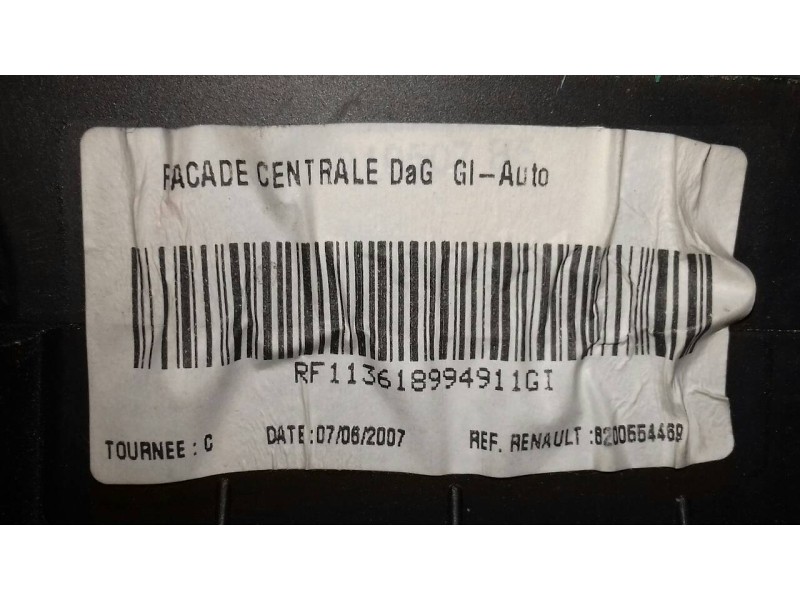 FACADE CENTRALE DaG GI-Auto
RF113618994911GI
TOURNEE : C DATE:07/06/2007 REF. RENAULT :8200554469